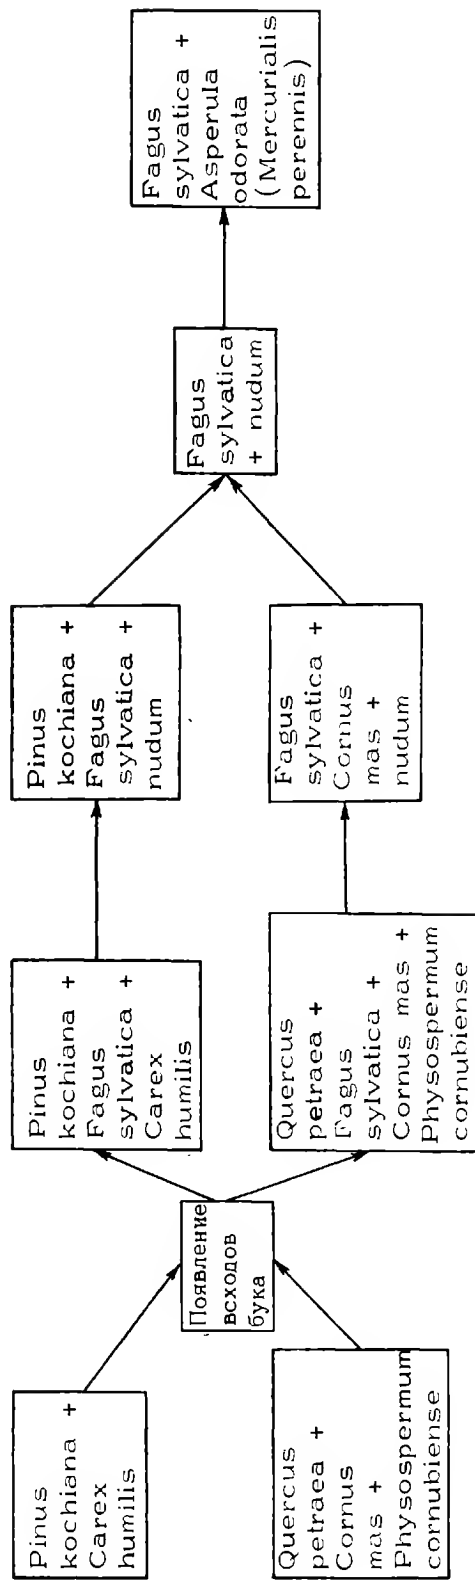 Pinus
kochiana +
Carex
humilis
Quercus
petraea +
Cornus
mas +
Physospermum
cornubiense
Появление
всходов
бука
Pinus
kochiana +
Fagus
sylvatica +
Carex
humilis
Quercus
petraea +
Fagus
sylvatica +
Cornus mas +
Physospermum
cornubiense
Pinus
kochiana +
Fagus
sylvatica +
nudum
Fagus
sylvatica +
Cornus
mas +
nudum
Fagus
sylvatica
+ nudum
Fagus
sylvatica +
Asperula
odorata
(Mercurialis
perennis)